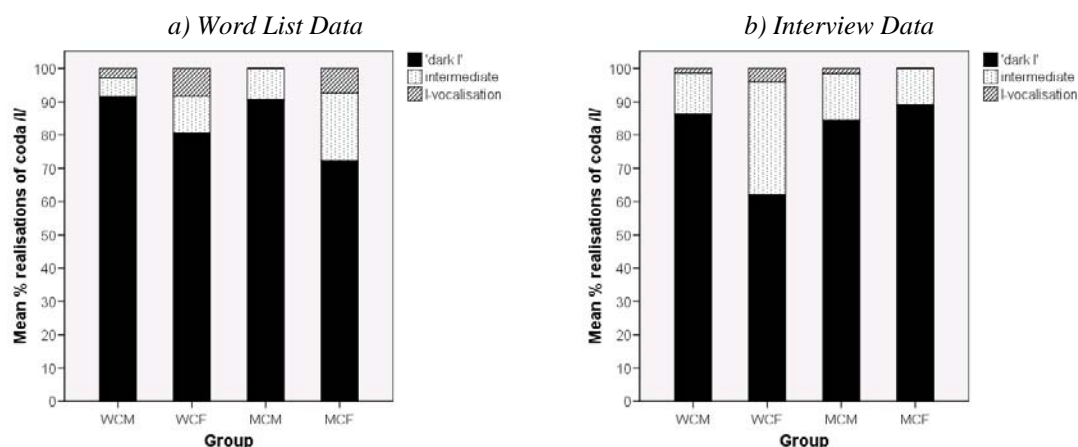 a) Word List Data
'dark l'
intermediate
l-vocalisation
100
90
80
70
60
50
40
30
20
10
0
Mean % realisations of coda /l/
WCM WCF MCM MCF
Group
b) Interview Data
'dark l'
intermediate
l-vocalisation
100
90
80
70
60
50
40
30
20
10
0
Mean % realisations of coda /l/
WCM WCF MCM MCF
Group